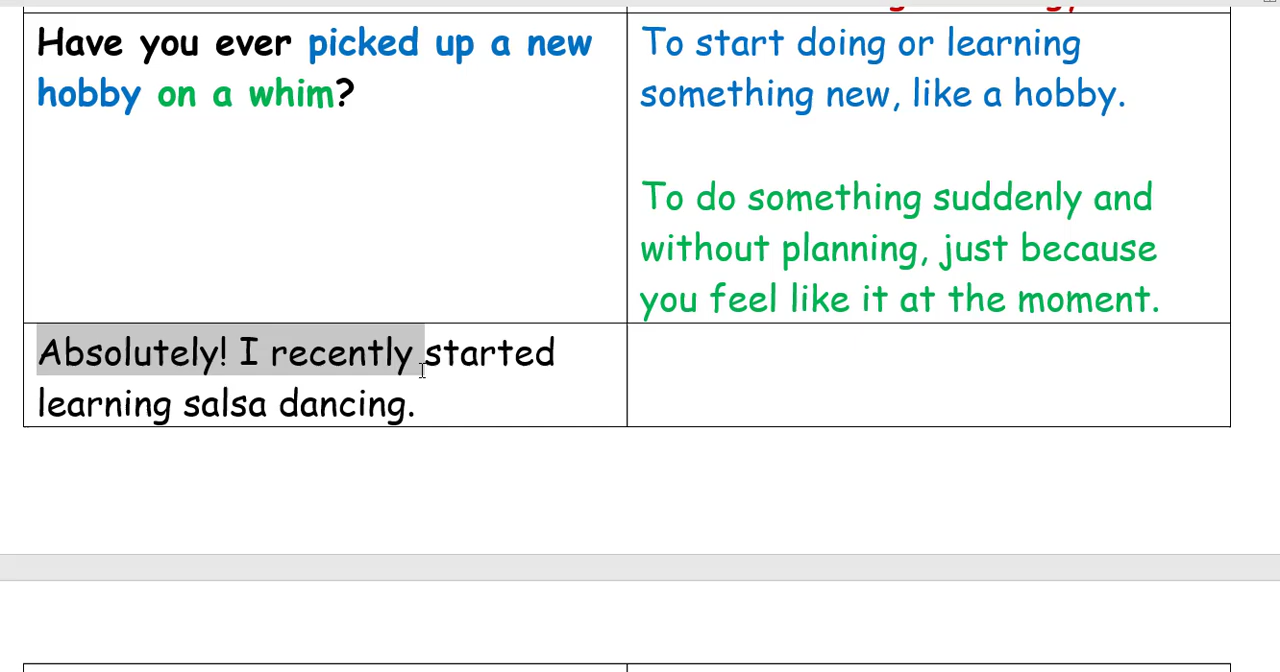 Have you ever picked up a new
hobby on a whim?
To start doing or learning
something new, like a hobby.
To do something suddenly and
without planning, just because
you feel like it at the moment.
Absolutely! I recently started
learning salsa dancing.